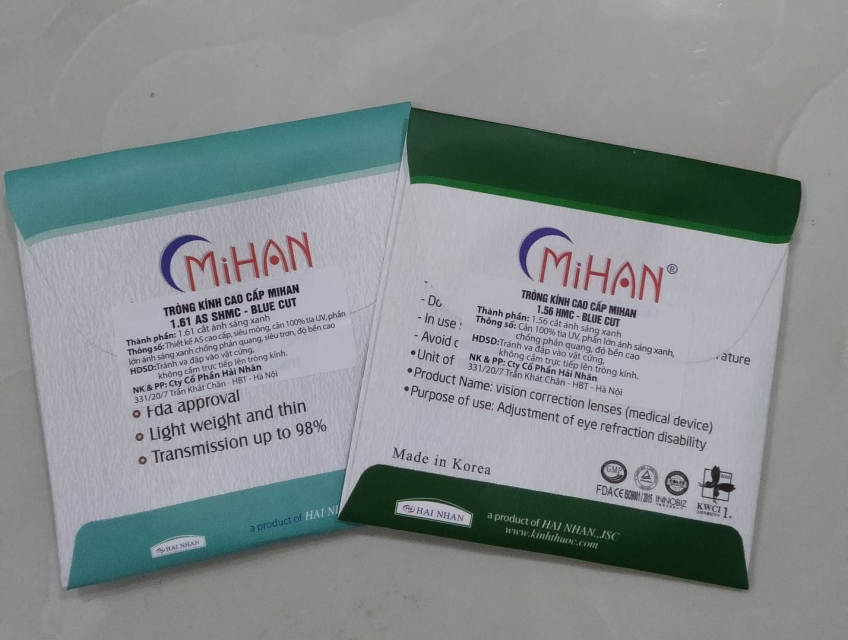 MiHAN
TRÒNG KÍNH CAO CẤP MIHAN
1.61 AS SHMC - BLUE CUT
Thành phần: 1.61 cắt ánh sáng xanh
Thông số: Thiết kế AS cao cấp, siêu mỏng, cản 100% tia UV, phần
lớn ánh sáng xanh chống phản quang, siêu trơn, độ bền cao
HDSD:Tránh va đập vào vật cứng,
không cầm trực tiếp lên tròng kính.
NK & PP: Cty Cổ Phần Hải Nhân
331/20/7 Trần Khát Chân - HBT - Hà Nội
Fda approval
Light weight and thin
Transmission up to 98%
a product of HAI N
HAI NHAN
MiHAN®
TRÒNG KÍNH CAO CẤP MIHAN
1.56 HMC - BLUE CUT
Thành phần: 1.56 cắt ánh sáng xanh
Thông số: Cản 100% tia UV, phần lớn ánh sáng xanh,
chống phản quang, độ bền cao
HDSD:Tránh va đập vào vật cứng,
không cầm trực tiếp lên tròng kính.
NK & PP: Cty Cổ Phần Hải Nhân
331/20/7 Trần Khát Chân - HBT - Hà Nội
- Do
- In use
- Avoid
ature
•Unit of
•Product Name: vision correction lenses (medical device)
•Purpose of use: Adjustment of eye refraction disability
Made in Korea
GMP
FDA CE ISO9001/2015 INNOBIZ
KWCI 1
HAI NHAN
a product of HAI NHAN.,JSC
www.kinhthuoc.com